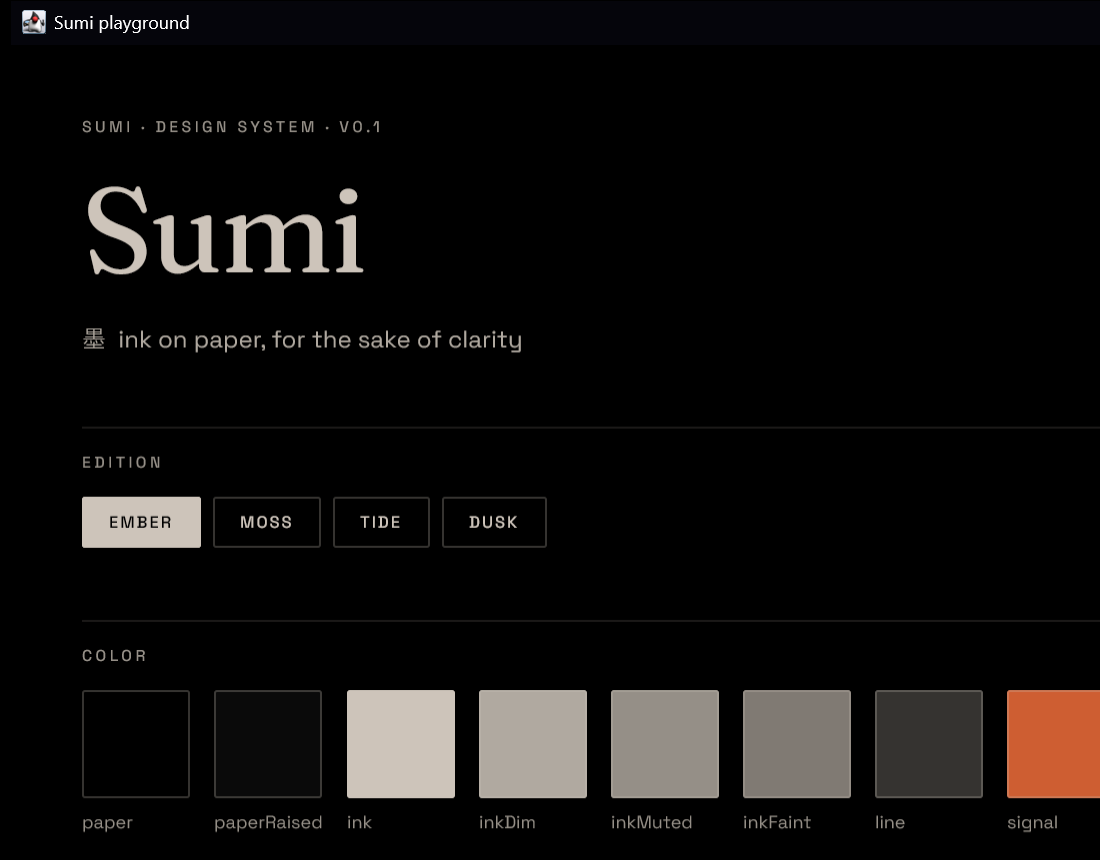 Sumi playground
SUMI · DESIGN SYSTEM · V0.1
Sumi
墨 ink on paper, for the sake of clarity
EDITION
EMBER MOSS TIDE DUSK
COLOR
paper paperRaised ink inkDim inkMuted inkFaint line signal